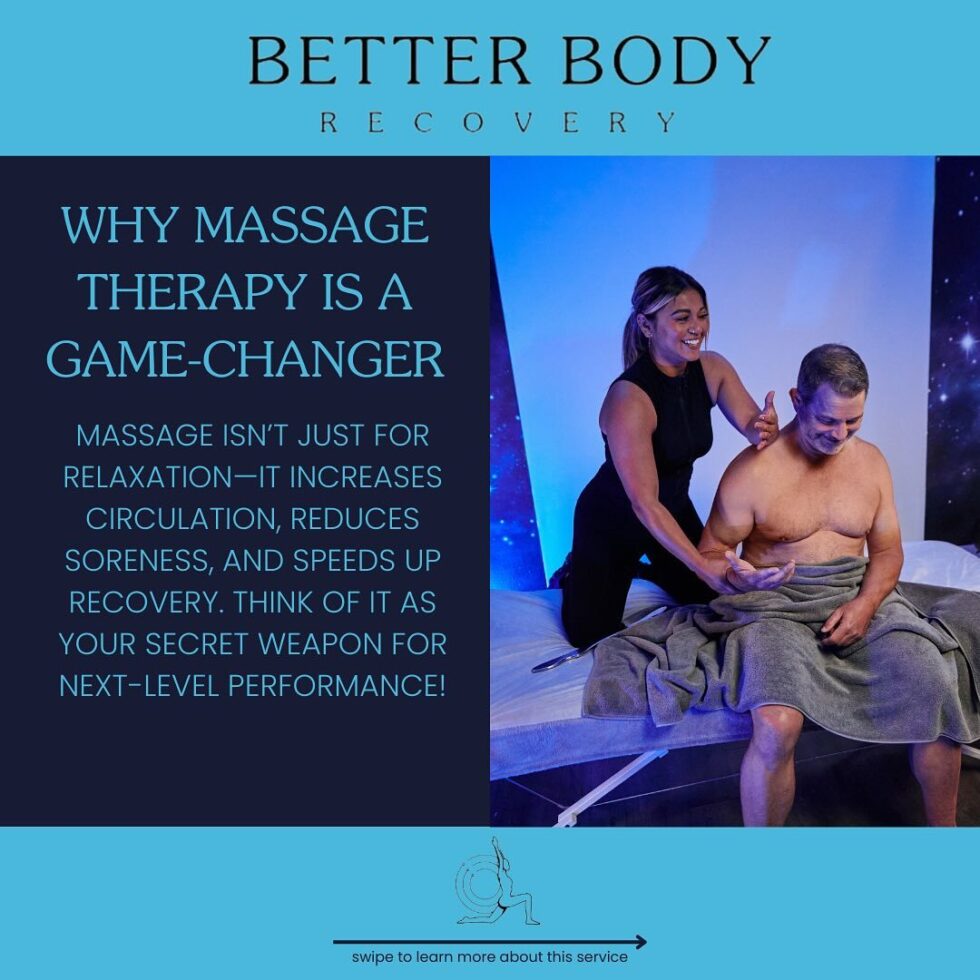 BETTER BODY
RECOVERY
WHY MASSAGE
THERAPY IS A
GAME-CHANGER
MASSAGE ISN’T JUST FOR
RELAXATION—IT INCREASES
CIRCULATION, REDUCES
SORENESS, AND SPEEDS UP
RECOVERY. THINK OF IT AS
YOUR SECRET WEAPON FOR
NEXT-LEVEL PERFORMANCE!
swipe to learn more about this service